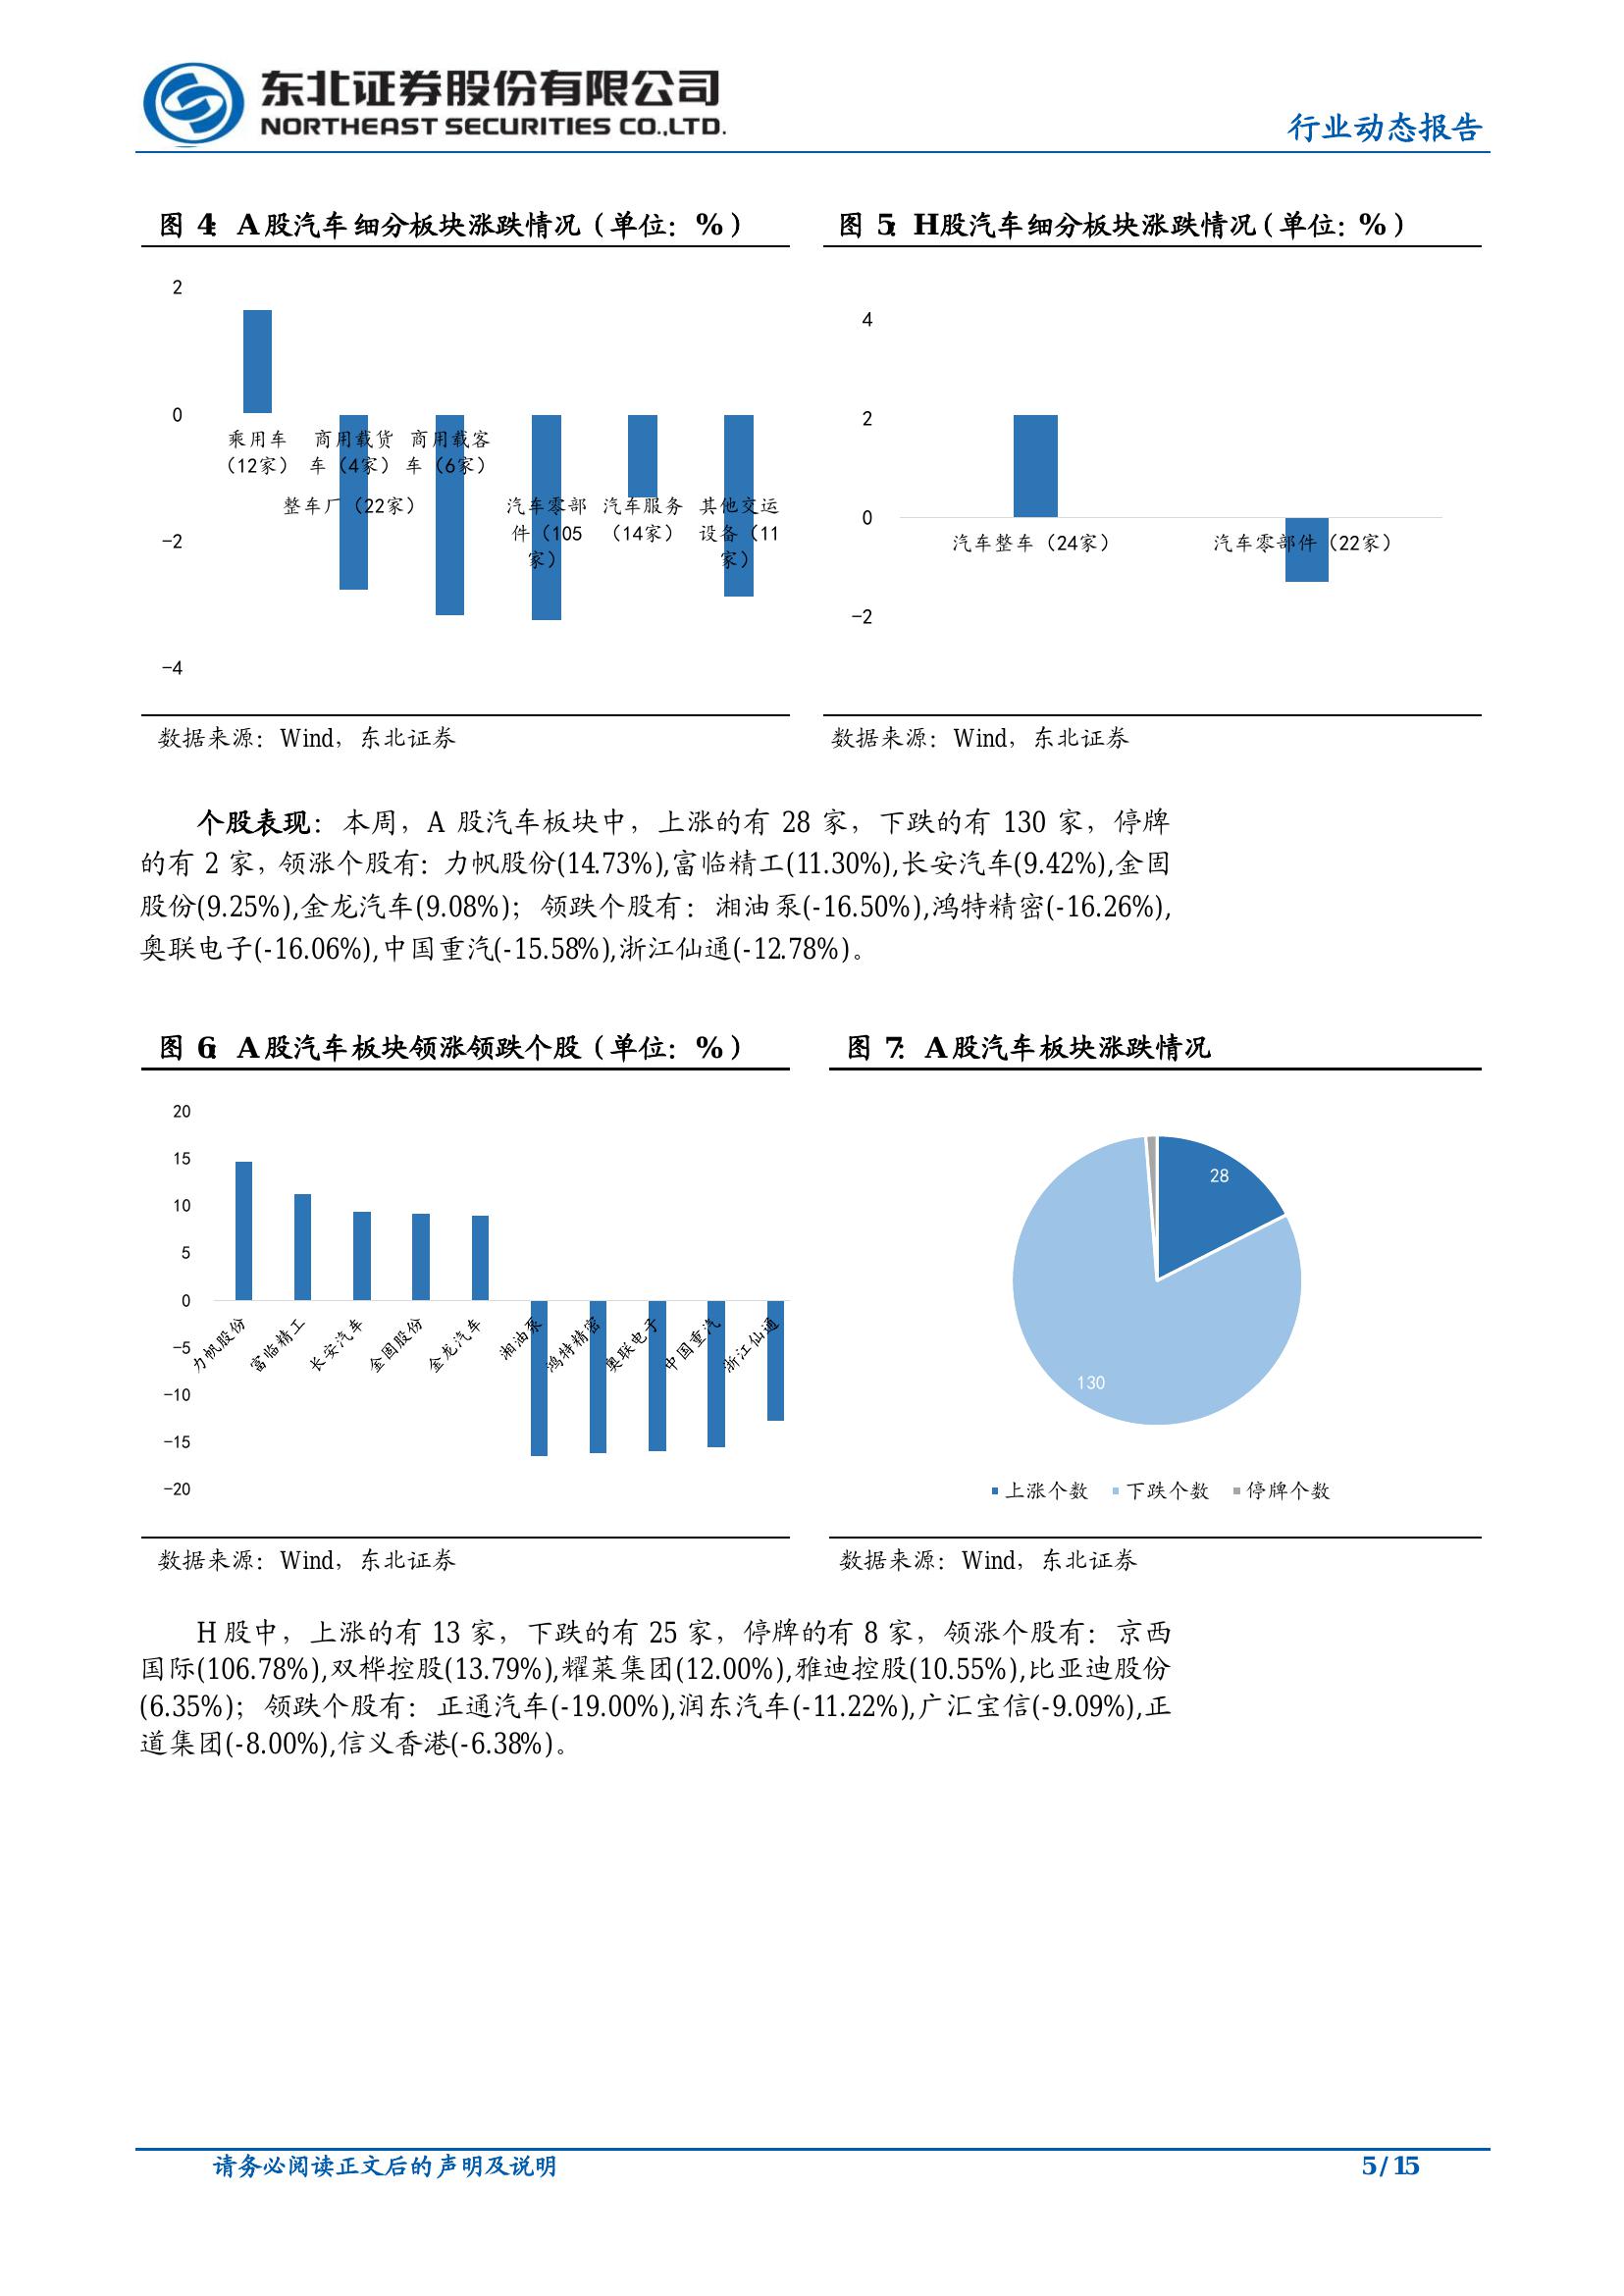 东北证券股份有限公司
NORTHEAST SECURITIES CO.,LTD.
行业动态报告
图 4： A 股汽车细分板块涨跌情况（单位：%）
2
0
-2
-4
乘用车（12家）
商用载货车（4家）
商用载客车（6家）
整车厂（22家）
汽车零部件（105家）
汽车服务（14家）
其他交运设备（11家）
数据来源：Wind，东北证券
图 5： H股汽车细分板块涨跌情况（单位：%）
4
2
0
-2
汽车整车（24家）
汽车零部件（22家）
数据来源：Wind，东北证券
个股表现：本周，A 股汽车板块中，上涨的有 28 家，下跌的有 130 家，停牌
的有 2 家，领涨个股有：力帆股份(14.73%),富临精工(11.30%),长安汽车(9.42%),金固
股份(9.25%),金龙汽车(9.08%)；领跌个股有：湘油泵(-16.50%),鸿特精密(-16.26%),
奥联电子(-16.06%),中国重汽(-15.58%),浙江仙通(-12.78%)。
图 6： A 股汽车板块领涨领跌个股（单位：%）
20
15
10
5
0
-5
-10
-15
-20
力帆股份
富临精工
长安汽车
金固股份
金龙汽车
湘油泵
鸿特精密
奥联电子
中国重汽
浙江仙通
数据来源：Wind，东北证券
图 7： A 股汽车板块涨跌情况
28
130
上涨个数 下跌个数 停牌个数
数据来源：Wind，东北证券
H 股中，上涨的有 13 家，下跌的有 25 家，停牌的有 8 家，领涨个股有：京西
国际(106.78%),双桦控股(13.79%),耀莱集团(12.00%),雅迪控股(10.55%),比亚迪股份
(6.35%)；领跌个股有：正通汽车(-19.00%),润东汽车(-11.22%),广汇宝信(-9.09%),正
道集团(-8.00%),信义香港(-6.38%)。
请务必阅读正文后的声明及说明
5 / 15